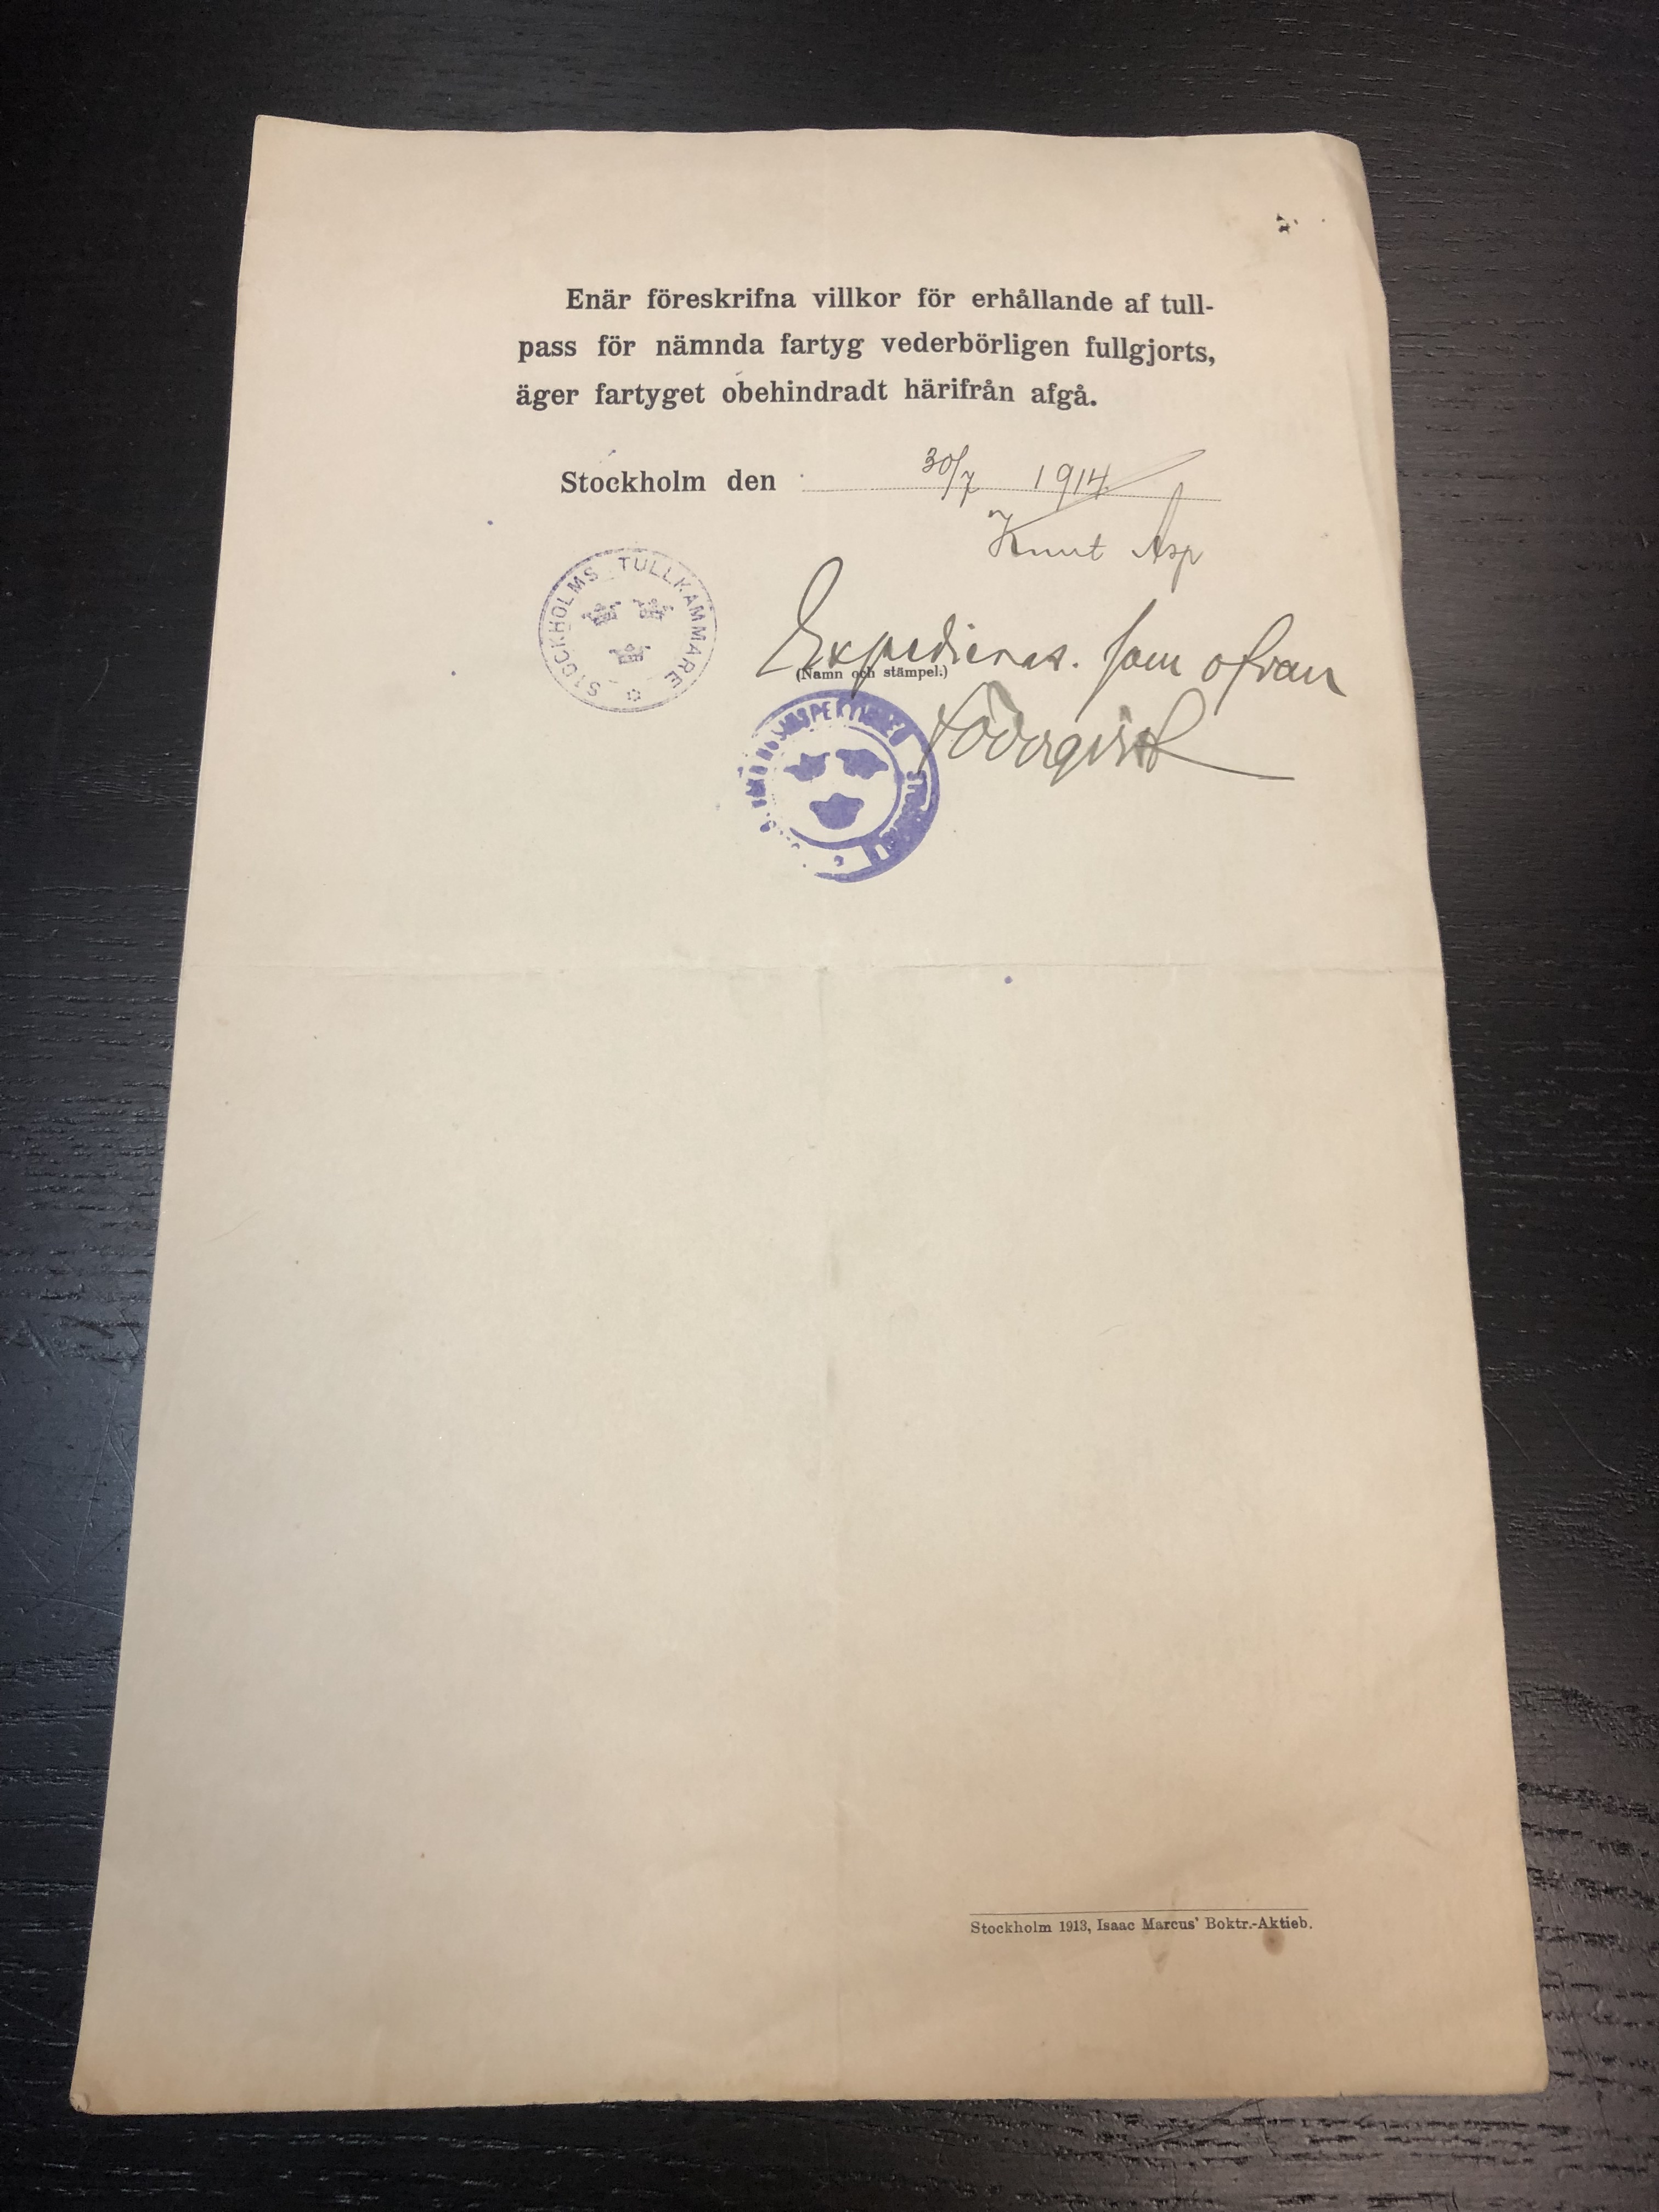 Enär föreskrifna villkor för erhållande af tull-
pass för nämnda fartyg vederbörligen fullgjorts,
äger fartyget obehindradt härifrån afgå.
Stockholm den 30/7 1914
Knut Asp
STOCKHOLMS TULLKAMMARE
Expedieras. som ofvan
(Namn och stämpel.)
Söderqvist
Stockholm 1913, Isaac Marcus' Boktr.-Aktieb.